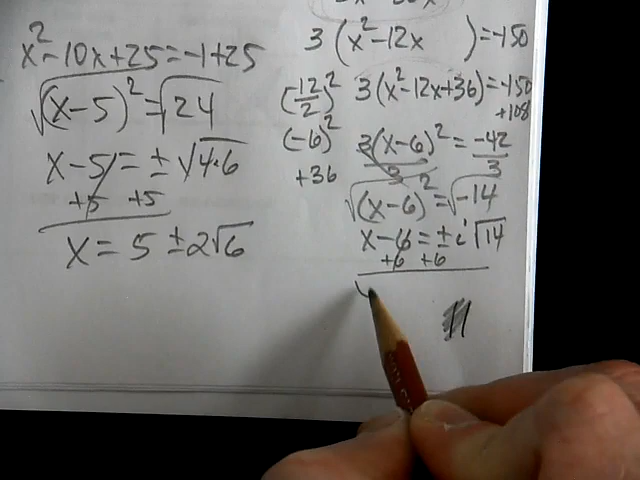 x²-10x+25=-1+25
√(x-5)²=√24
x-5=±√4·6
+5 +5
x=5±2√6
3(x²-12x )=-150
(12/2)² 3(x²-12x+36)=-150
+108
(-6)² 3(x-6)²=-42
3 3
+36 √(x-6)²=√-14
x-6=±i√14
+6 +6